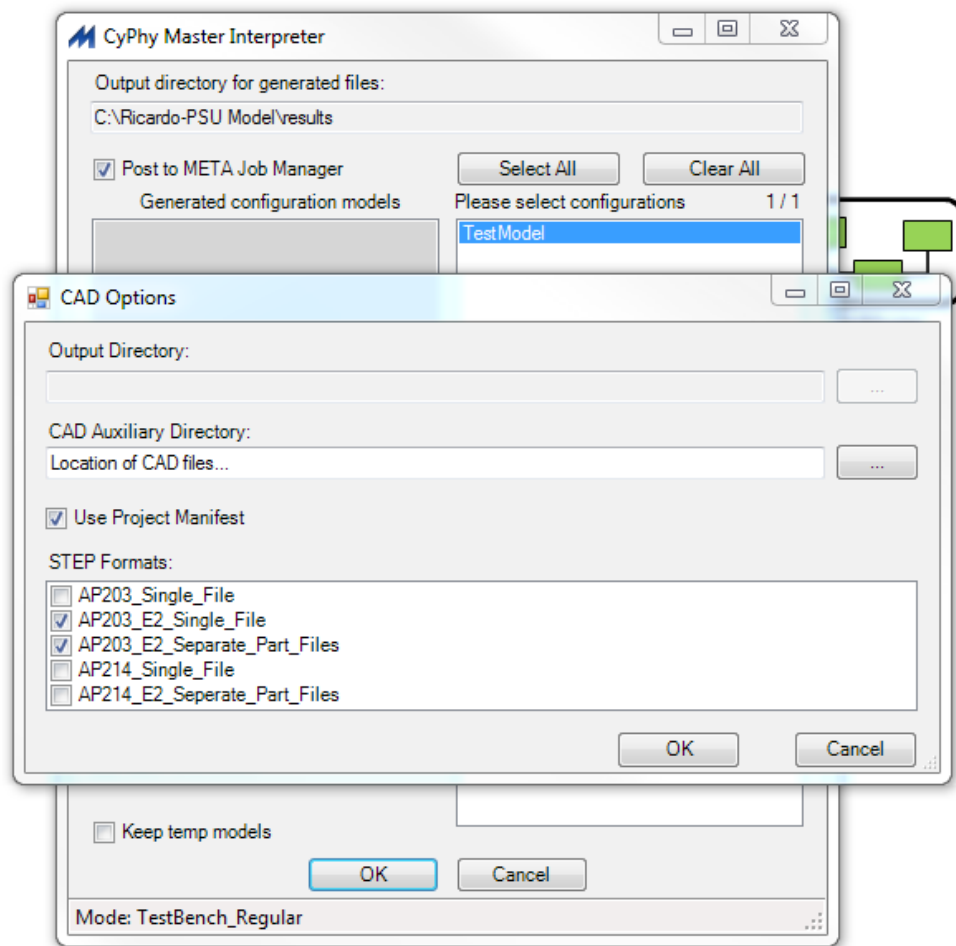 CyPhy Master Interpreter
Output directory for generated files:
C:\Ricardo-PSU Model\results
Post to META Job Manager Select All Clear All
Generated configuration models Please select configurations 1 / 1
TestModel
CAD Options
Output Directory:
...
CAD Auxiliary Directory:
Location of CAD files... ...
Use Project Manifest
STEP Formats:
AP203_Single_File
AP203_E2_Single_File
AP203_E2_Separate_Part_Files
AP214_Single_File
AP214_E2_Seperate_Part_Files
OK Cancel
Keep temp models
OK Cancel
Mode: TestBench_Regular